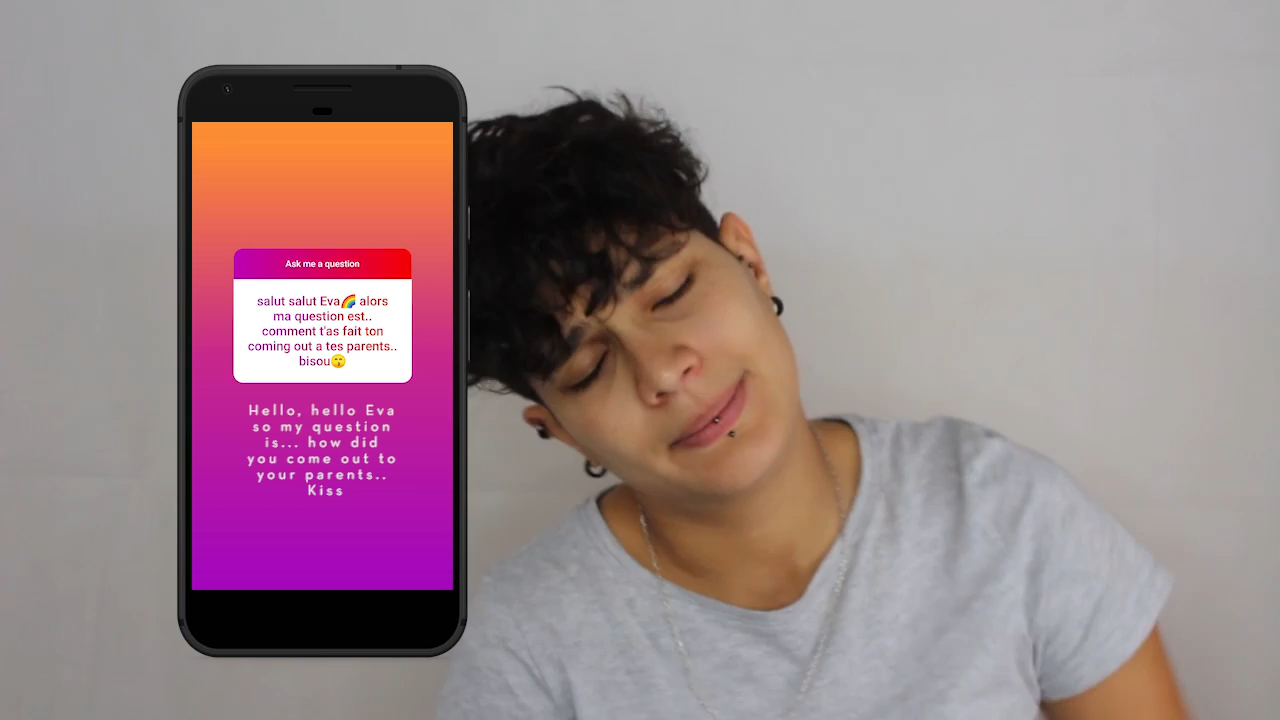 Ask me a question
salut salut Eva🌈 alors
ma question est..
comment t'as fait ton
coming out a tes parents..
bisou😙
Hello, hello Eva
so my question
is... how did
you come out to
your parents..
Kiss